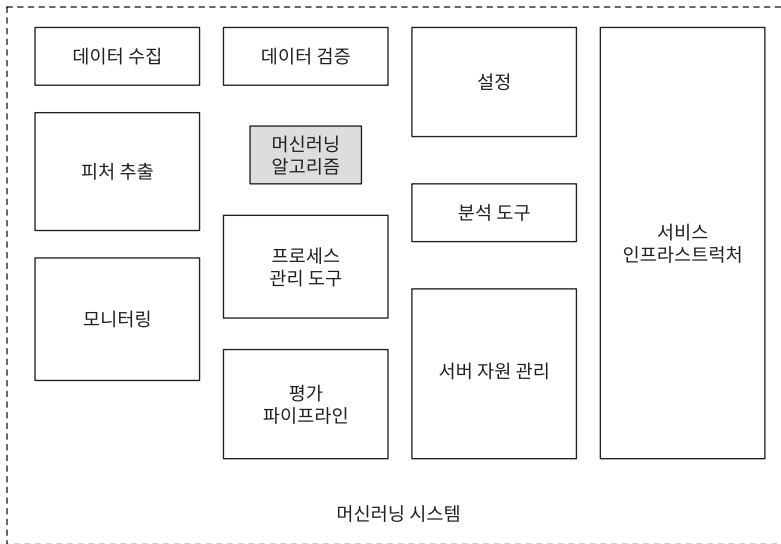 데이터 수집
데이터 검증
설정
서비스
인프라스트럭처
피처 추출
머신러닝
알고리즘
분석 도구
프로세스
관리 도구
모니터링
서버 자원 관리
평가
파이프라인
머신러닝 시스템